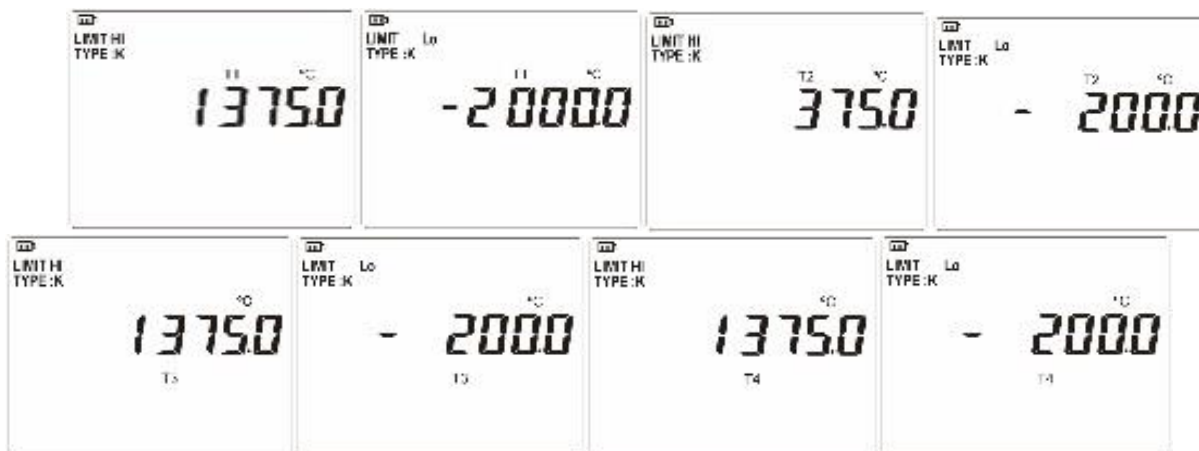 LIMIT HI
TYPE :K
T1 °C
1375.0
LIMIT Lo
TYPE :K
T1 °C
-2000.0
LIMIT HI
TYPE :K
T2 °C
375.0
LIMIT Lo
TYPE :K
T2 °C
- 200.0
LIMIT HI
TYPE :K
°C
1375.0
T3
LIMIT Lo
TYPE :K
°C
- 200.0
T3
LIMIT HI
TYPE :K
°C
1375.0
T4
LIMIT Lo
TYPE :K
°C
- 200.0
T4